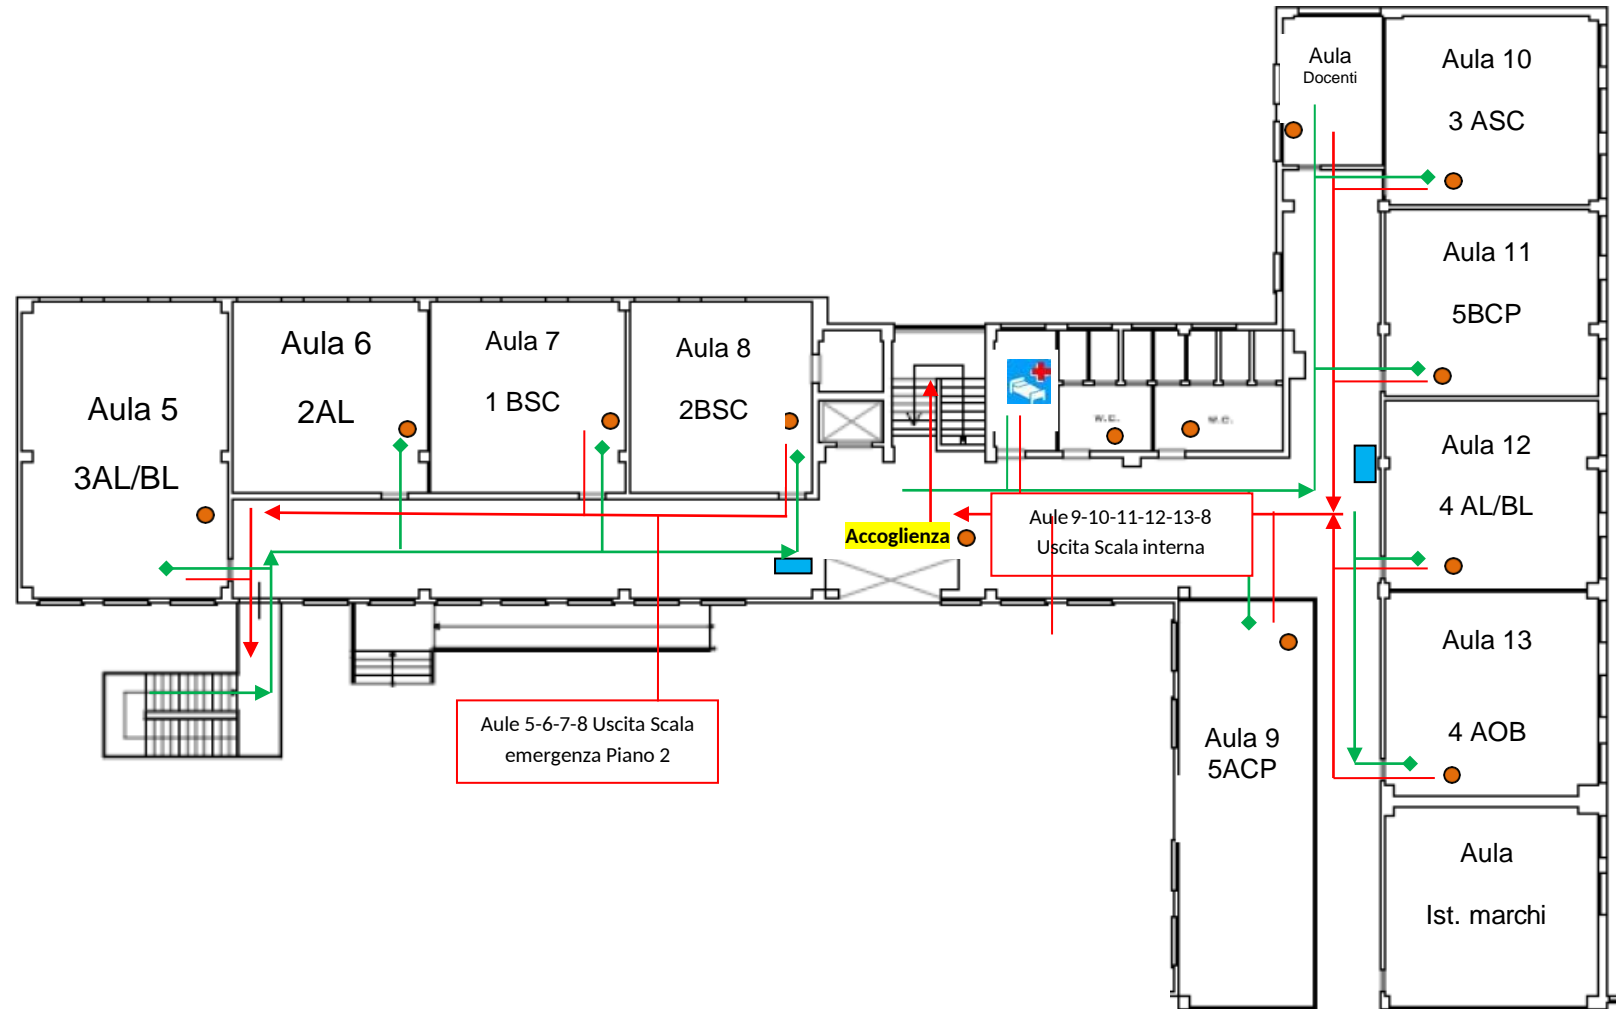 Aula
Docenti
Aula 10
3 ASC
Aula 11
5BCP
Aula 5
3AL/BL
Aula 6
2AL
Aula 7
1 BSC
Aula 8
2BSC
w.c.
w.c.
Aula 12
4 AL/BL
Accoglienza
Aule 9-10-11-12-13-8
Uscita Scala interna
Aula 13
4 AOB
Aule 5-6-7-8 Uscita Scala
emergenza Piano 2
Aula 9
5ACP
Aula
Ist. marchi